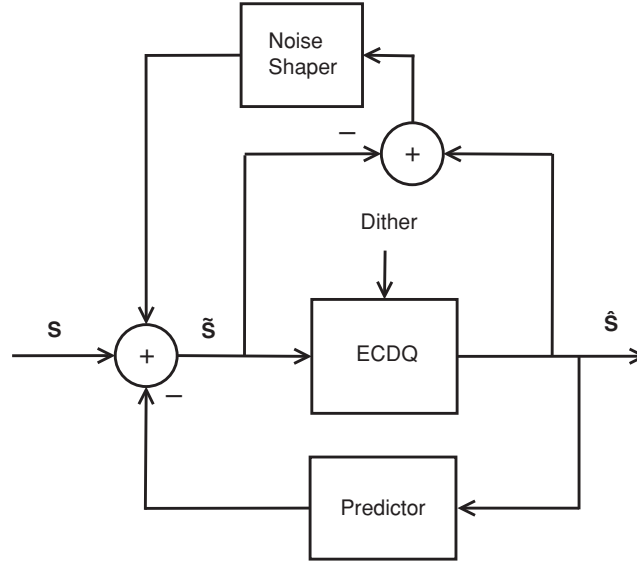 Noise
Shaper
−
+
Dither
S
+
S̃
ECDQ
Ŝ
−
Predictor